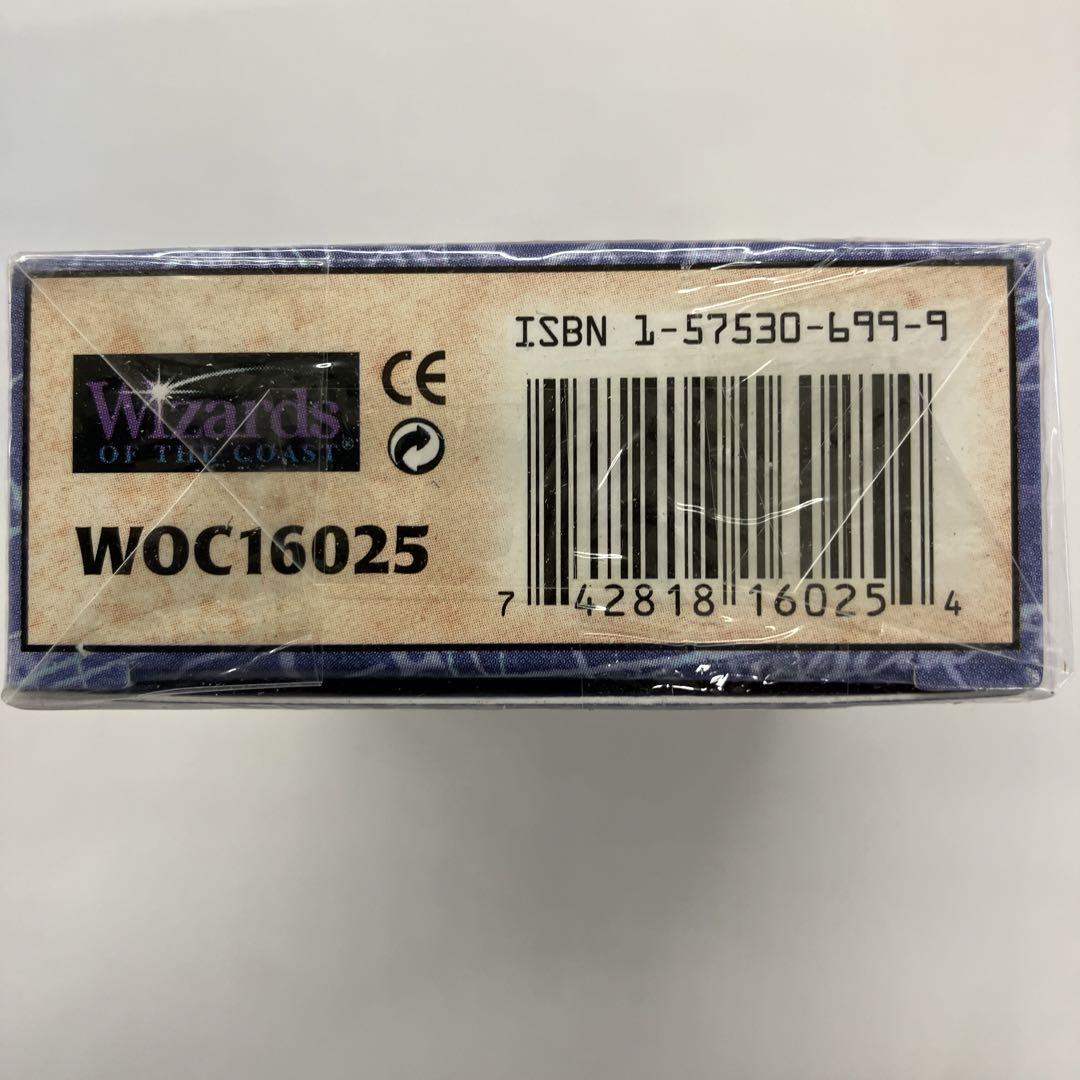 Wizards
OF THE COAST®
CE
WOC16025
ISBN 1-57530-699-9
7 42818 16025 4